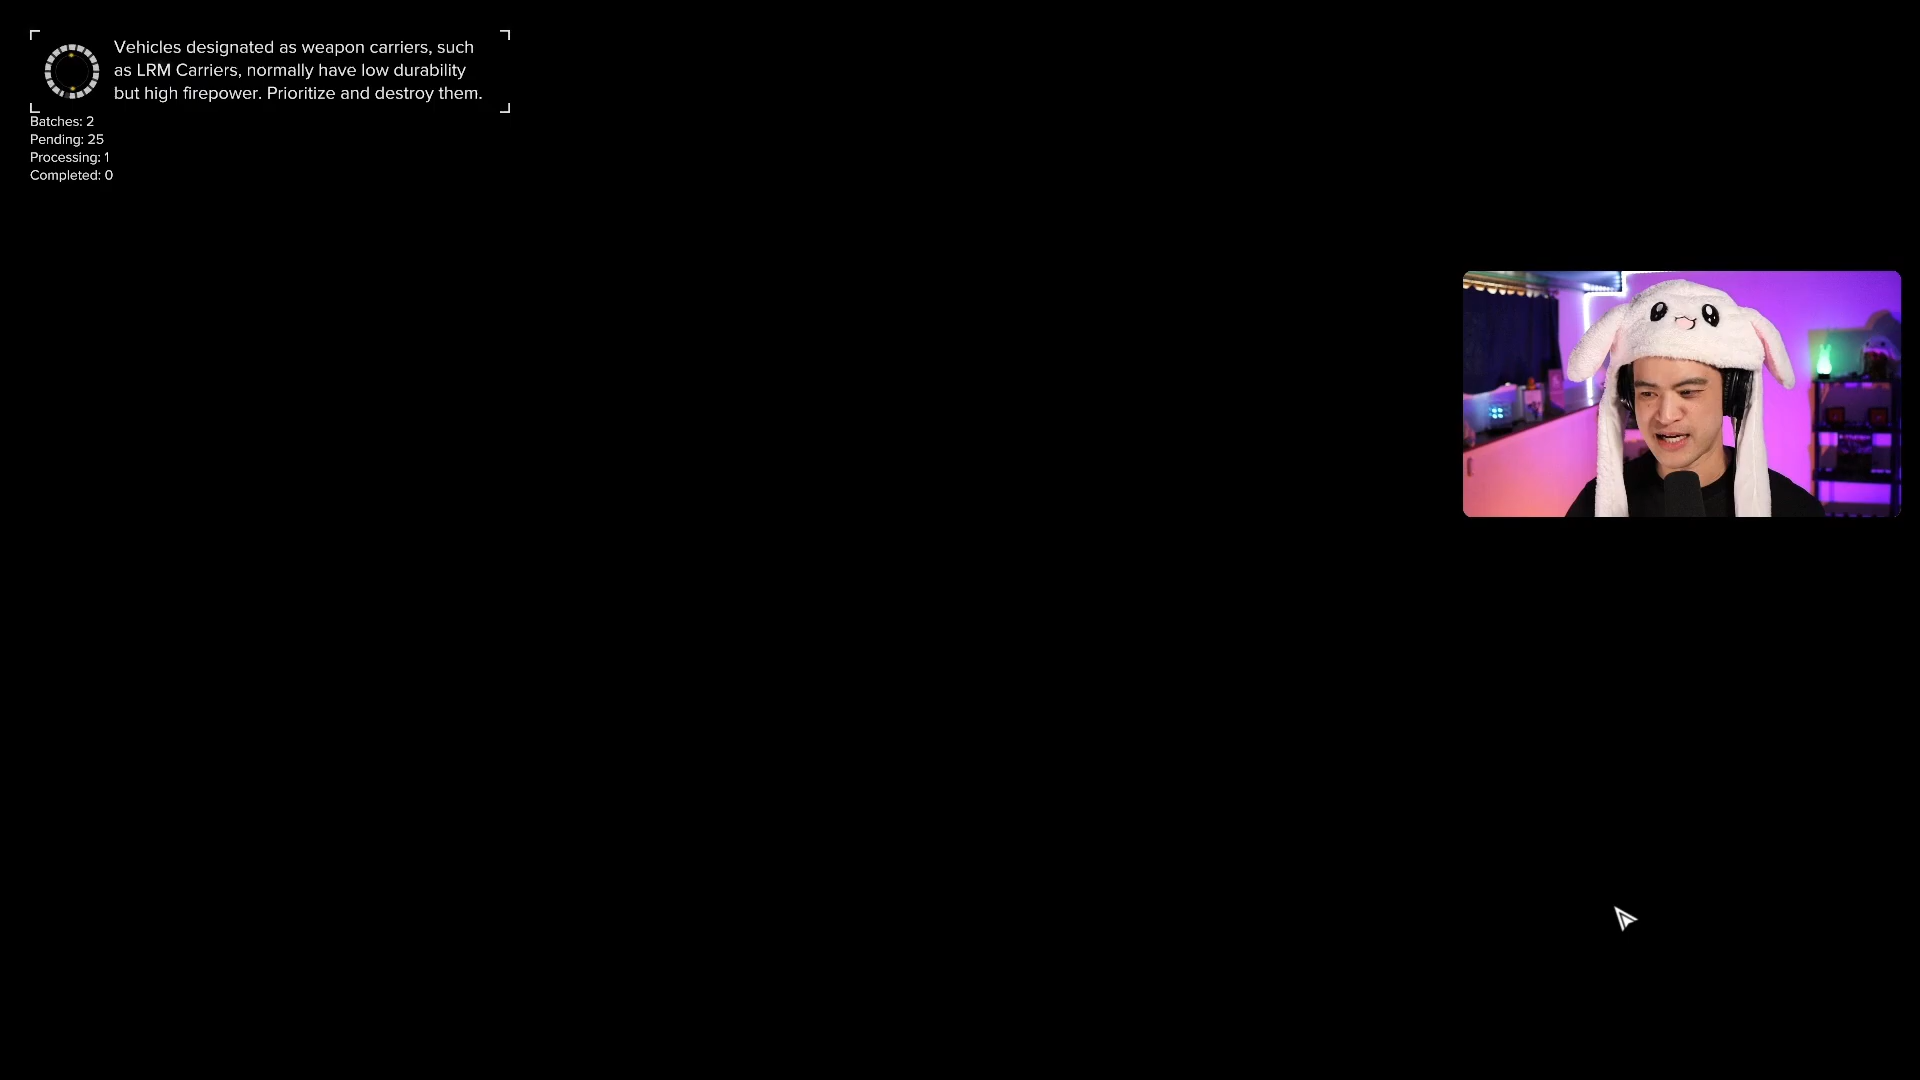 Vehicles designated as weapon carriers, such
as LRM Carriers, normally have low durability
but high firepower. Prioritize and destroy them.
Batches: 2
Pending: 25
Processing: 1
Completed: 0